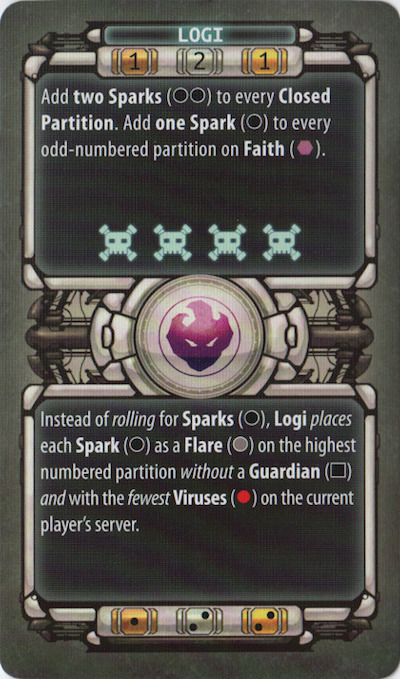 LOGI
1 2 1
Add two Sparks (○○) to every Closed
Partition. Add one Spark (○) to every
odd-numbered partition on Faith (⬢).
Instead of rolling for Sparks (○), Logi places
each Spark (○) as a Flare (●) on the highest
numbered partition without a Guardian (□)
and with the fewest Viruses (●) on the current
player's server.